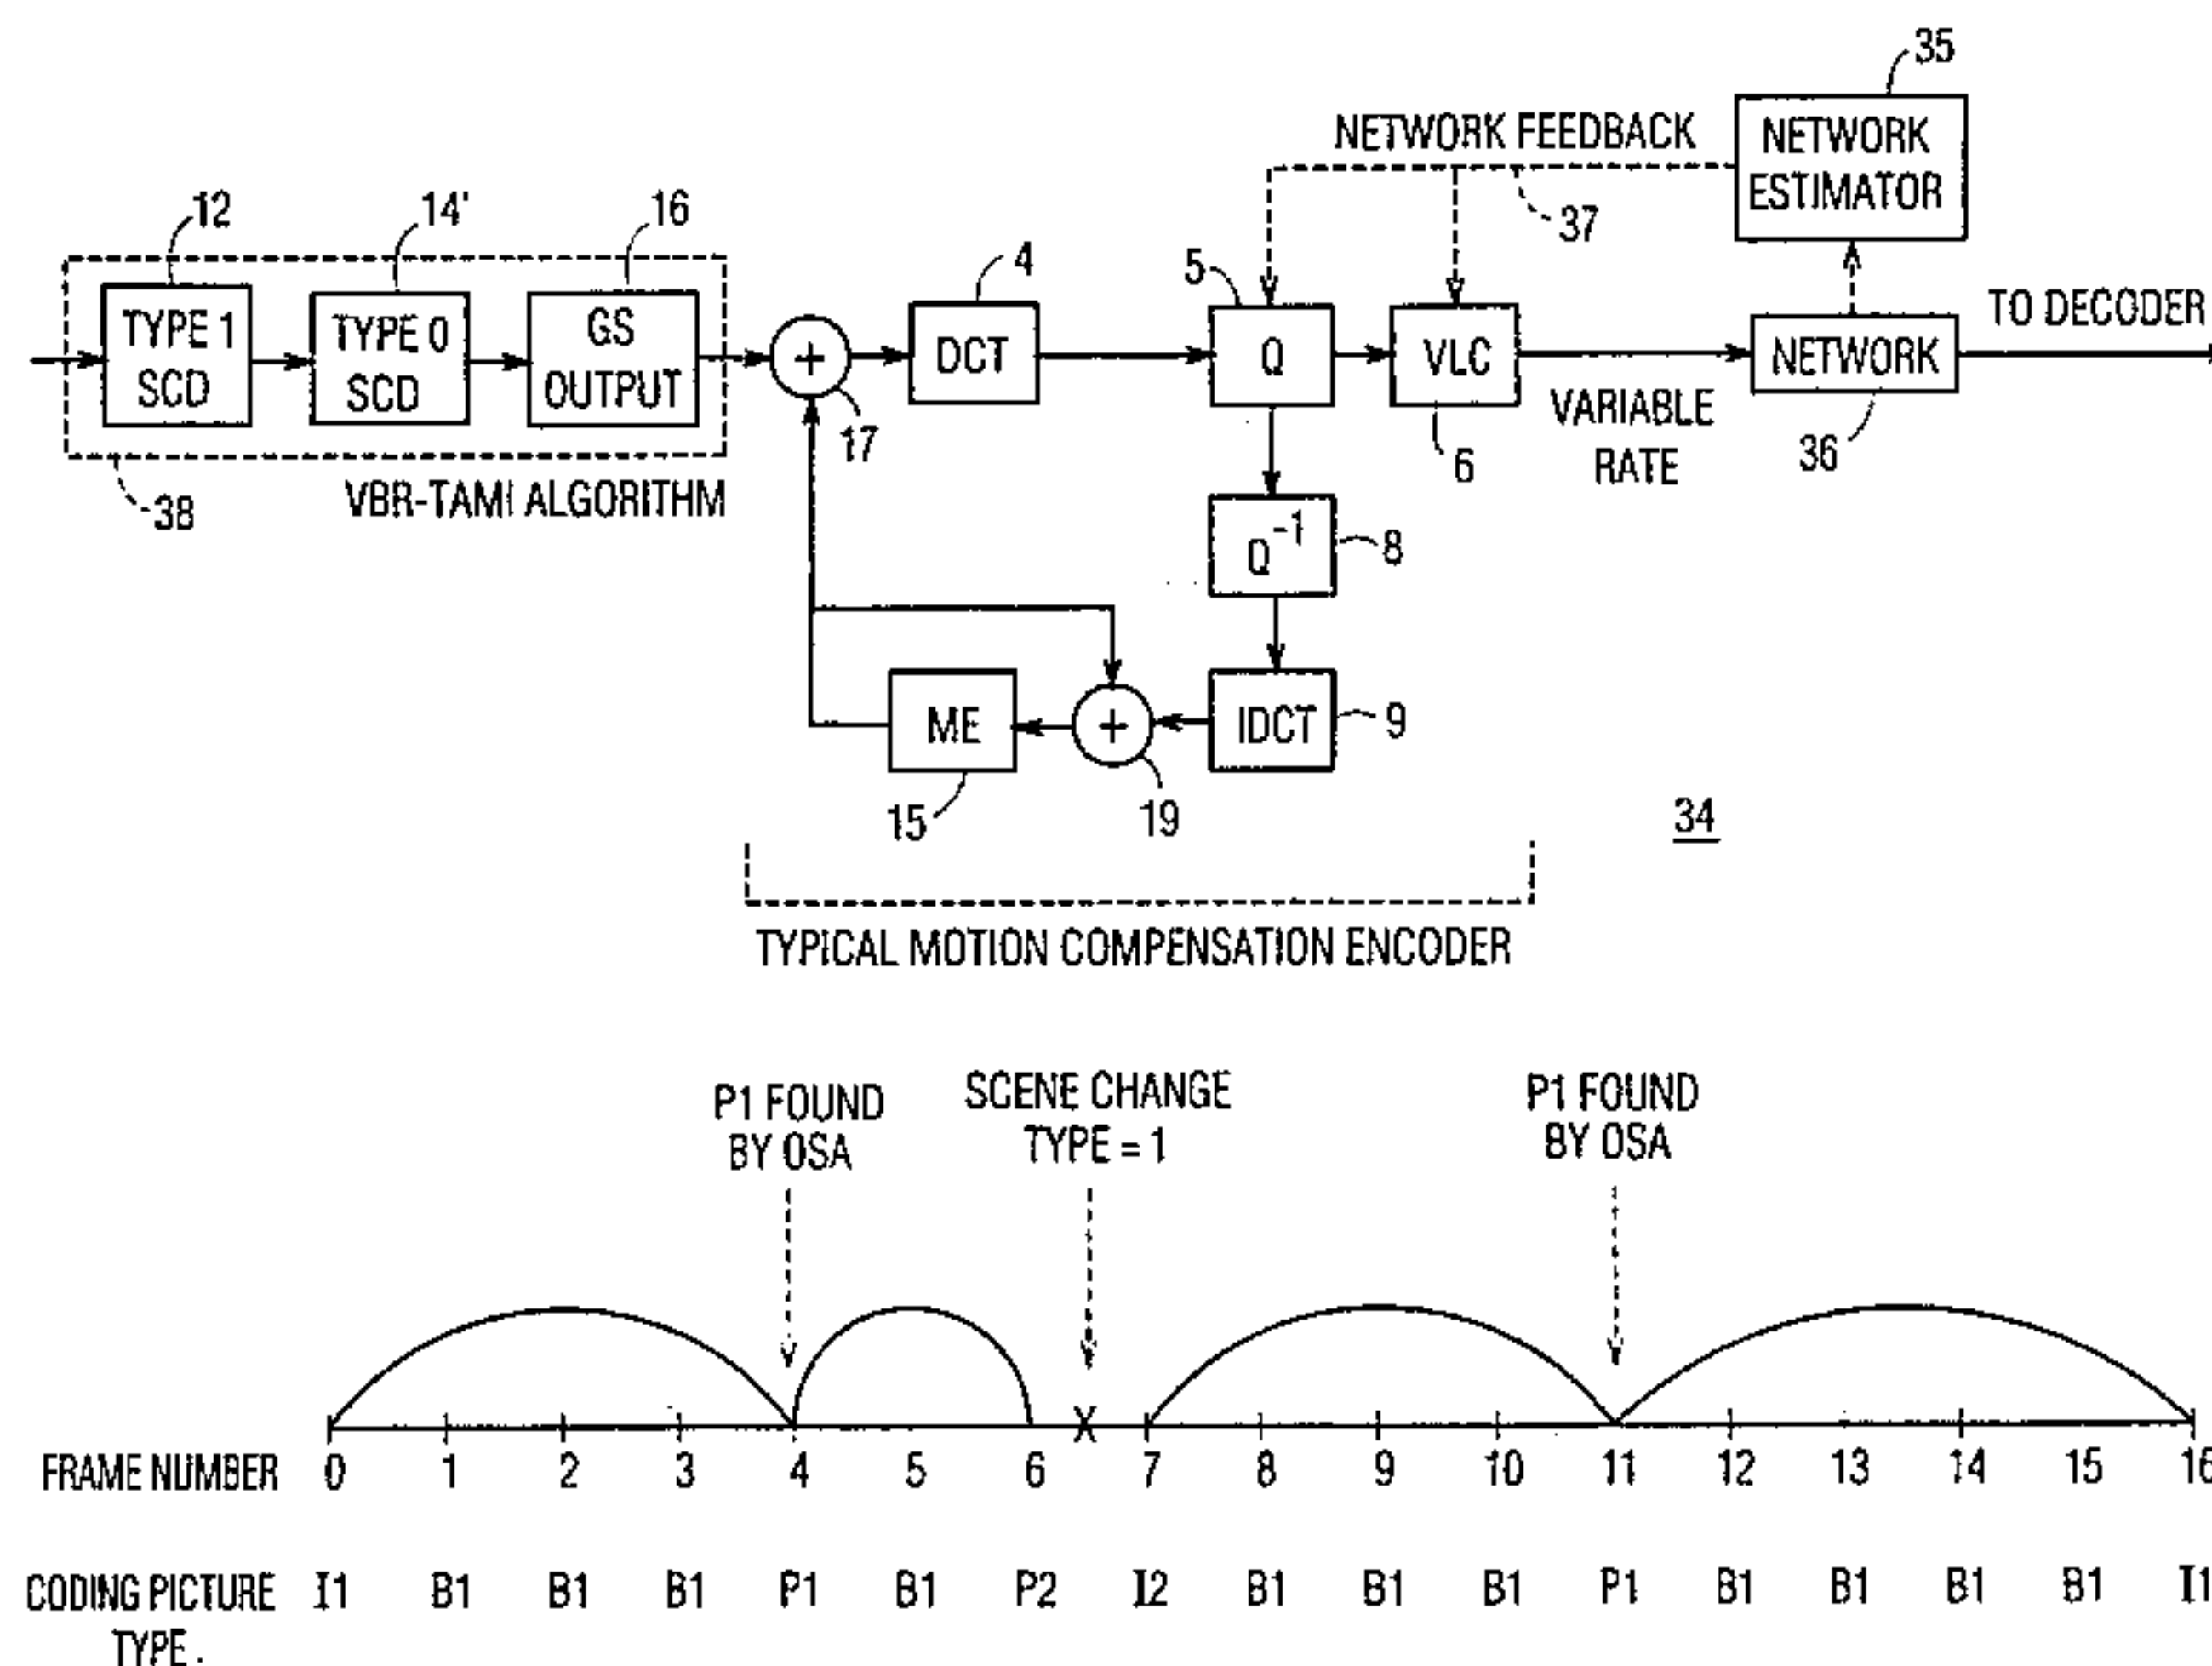 35
NETWORK FEEDBACK
NETWORK
ESTIMATOR
37
12
14'
16
TYPE 1
SCD
TYPE 0
SCD
GS
OUTPUT
+
17
4
DCT
5
Q
VLC
6
VARIABLE
RATE
NETWORK
36
TO DECODER
38
VBR-TAMI ALGORITHM
Q-1
8
ME
15
+
19
IDCT
9
34
TYPICAL MOTION COMPENSATION ENCODER
P1 FOUND
BY OSA
SCENE CHANGE
TYPE = 1
P1 FOUND
BY OSA
X
FRAME NUMBER 0 1 2 3 4 5 6 7 8 9 10 11 12 13 14 15 16
CODING PICTURE I1 B1 B1 B1 P1 B1 P2 I2 B1 B1 B1 P1 B1 B1 B1 B1 I1
TYPE .